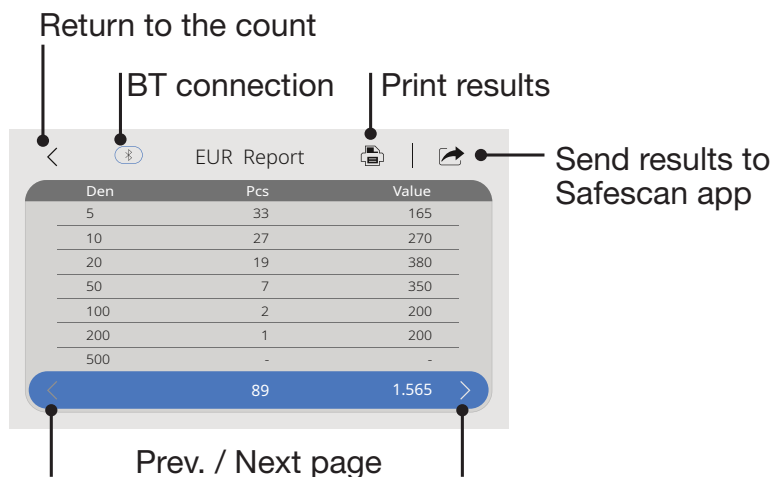 Return to the count
BT connection Print results
EUR Report
Send results to
Safescan app
Den Pcs Value
5 33 165
10 27 270
20 19 380
50 7 350
100 2 200
200 1 200
500 - -
89 1.565
Prev. / Next page